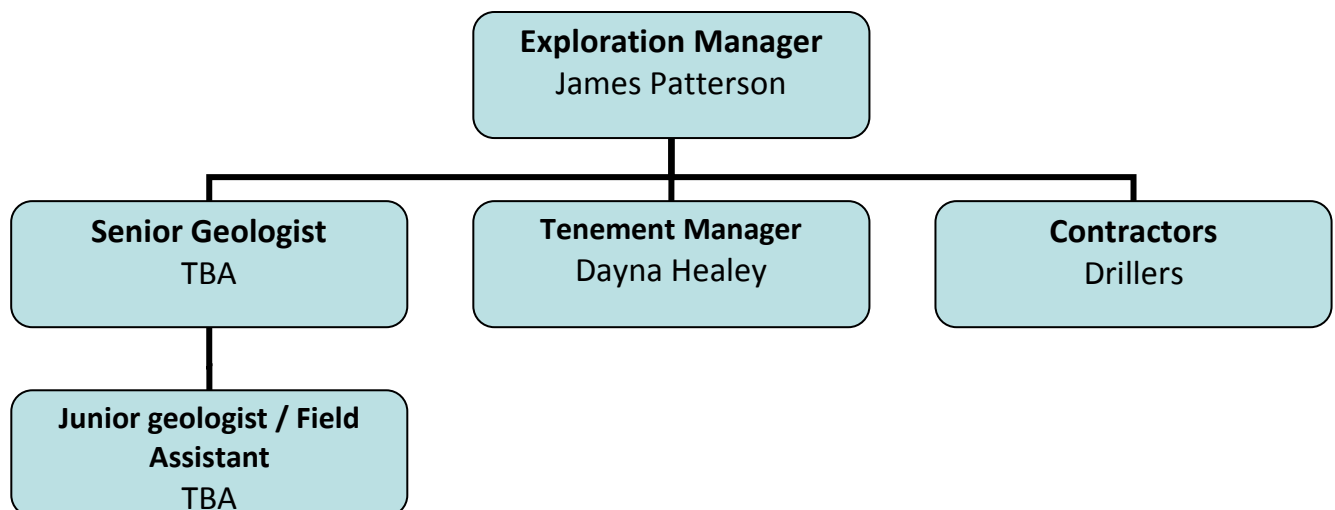 Exploration Manager
James Patterson
Senior Geologist
TBA
Tenement Manager
Dayna Healey
Contractors
Drillers
Junior geologist / Field
Assistant
TBA